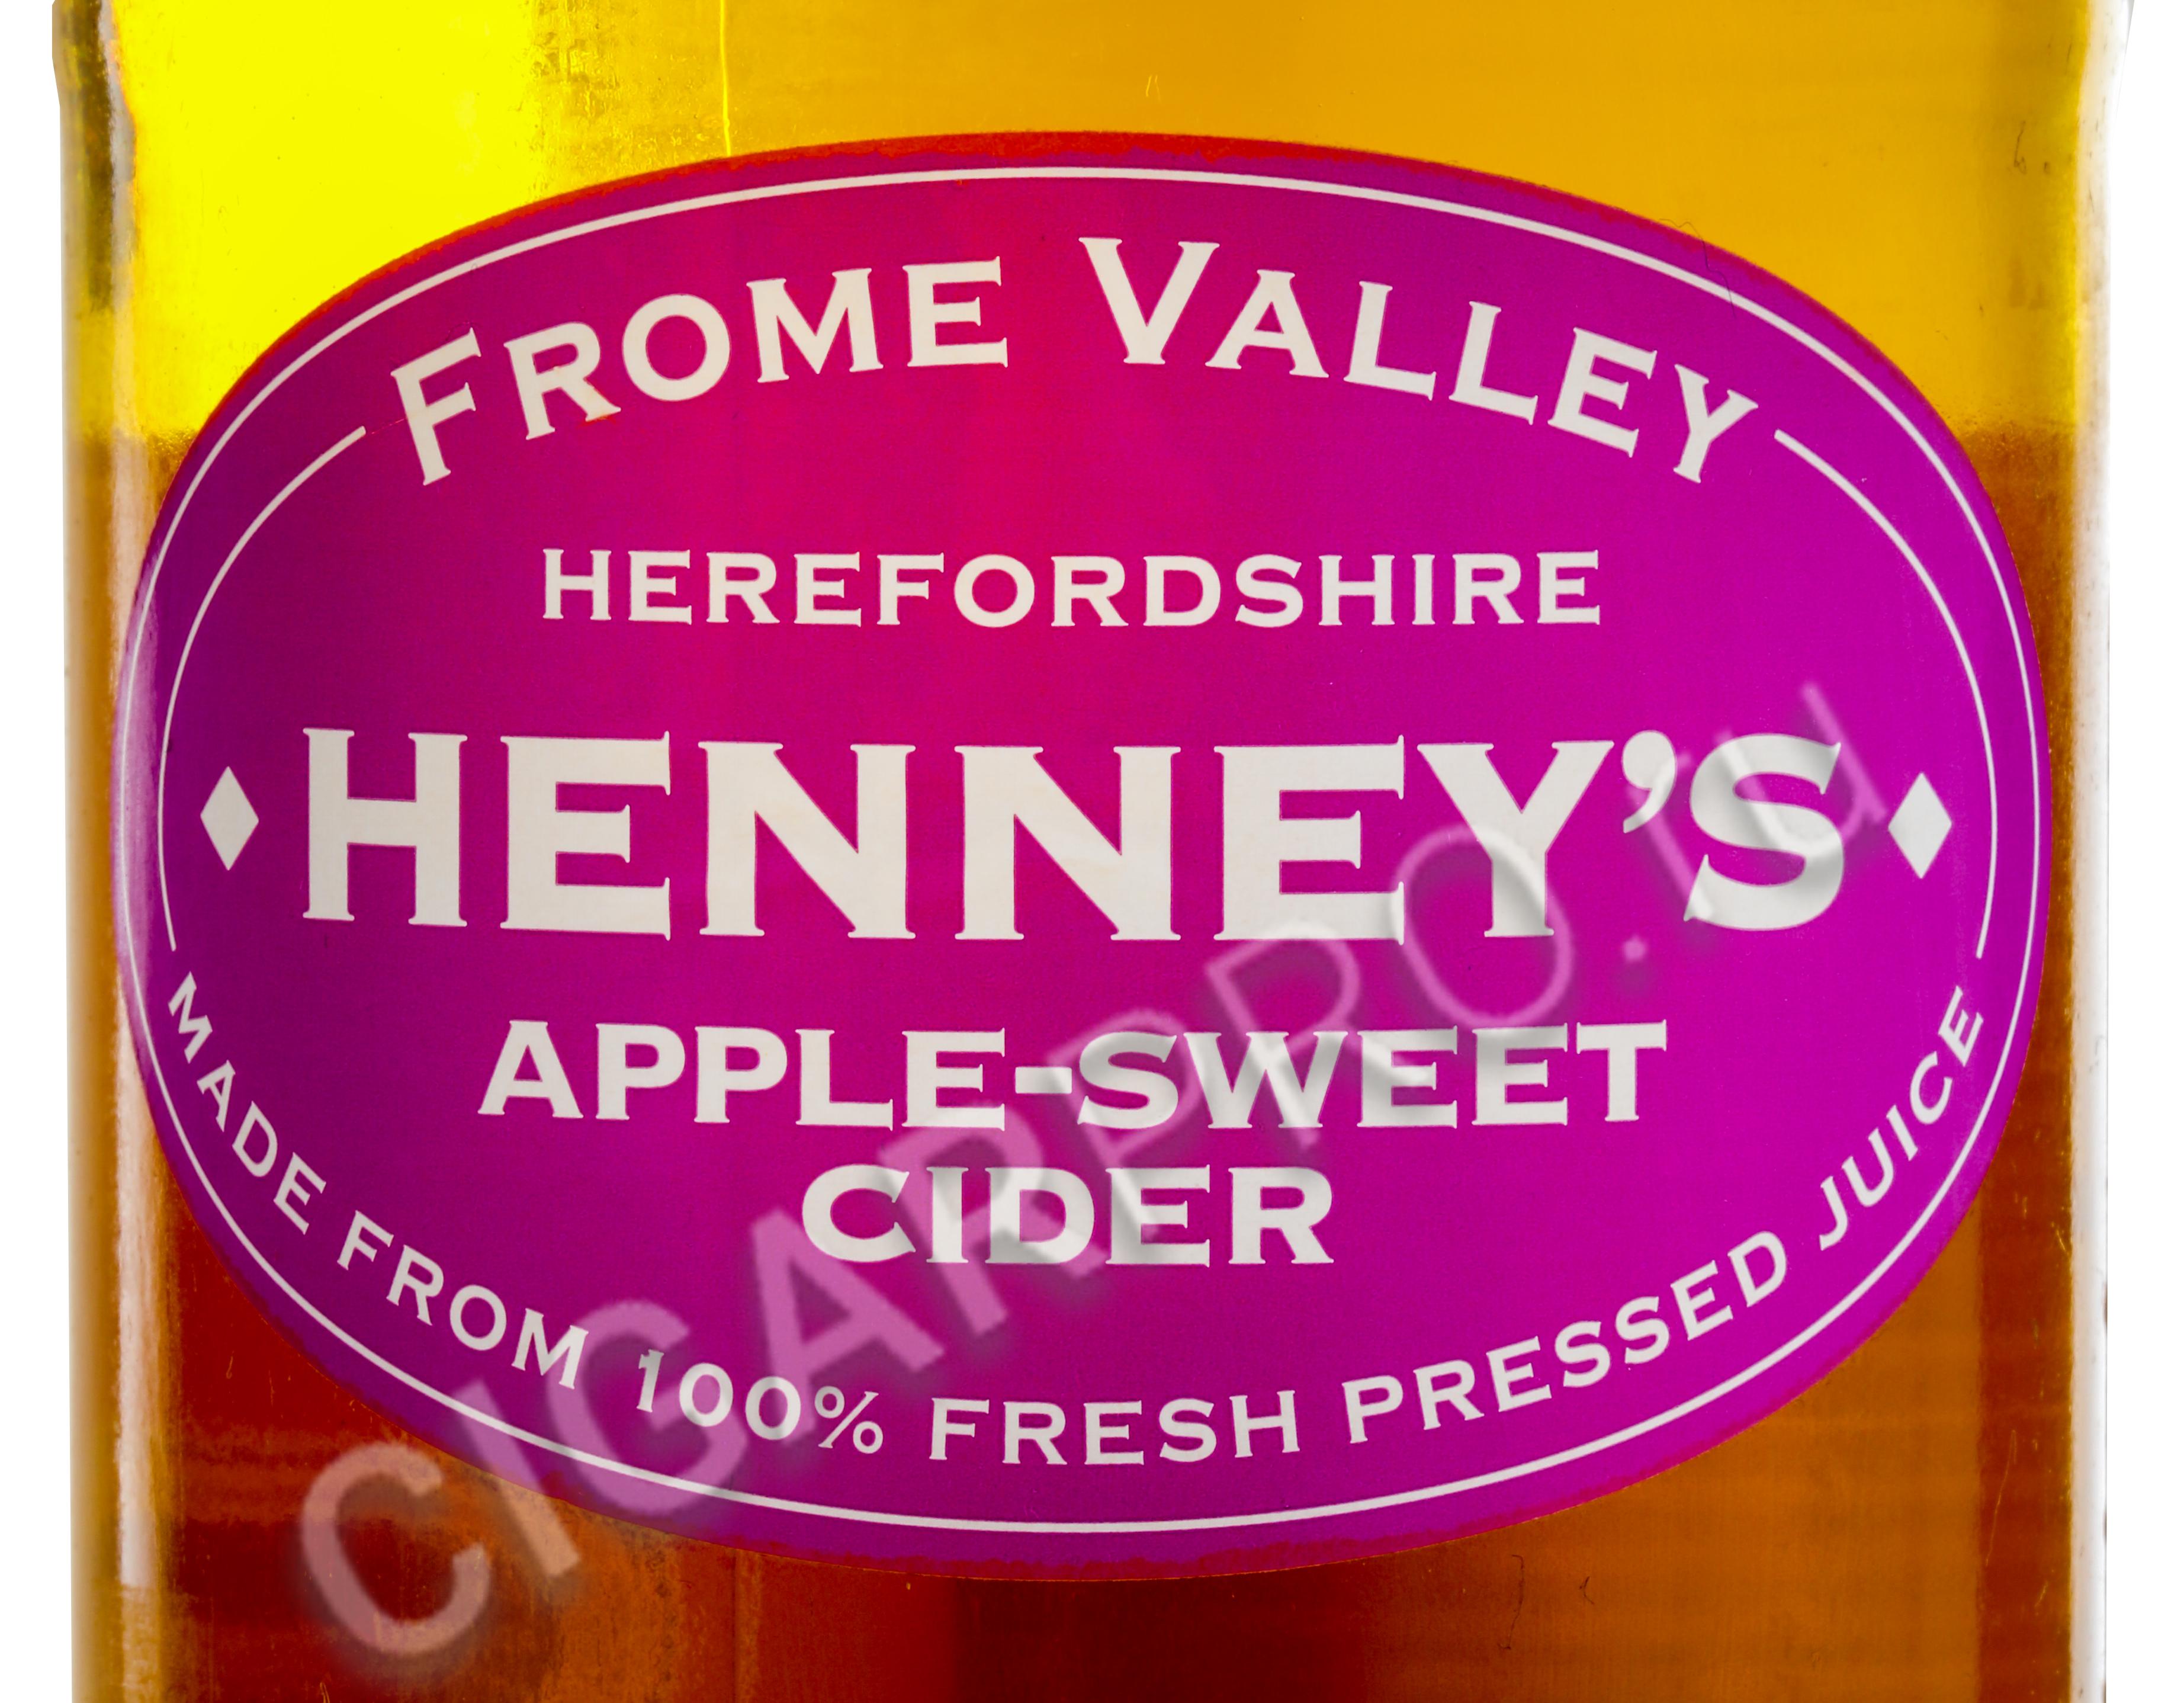 FROME VALLEY
HEREFORDSHIRE
HENNEY'S
APPLE-SWEET
CIDER
MADE FROM 100% FRESH PRESSED JUICE
CIGARPRO.ru